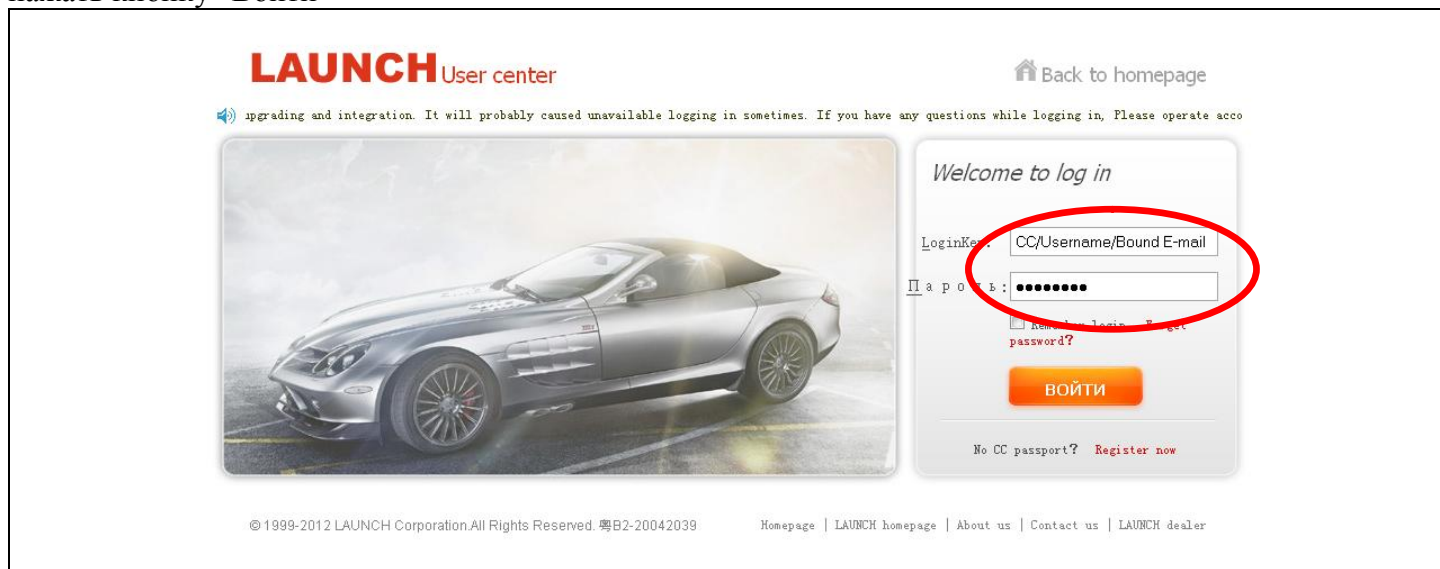 LAUNCH User center
Back to homepage
upgrading and integration. It will probably caused unavailable logging in sometimes. If you have any questions while logging in, Please operate acco
Welcome to log in
LoginKey:
CC/Username/Bound E-mail
Пароль:
Remember login Forget
password?
ВОЙТИ
No CC passport? Register now
© 1999-2012 LAUNCH Corporation.All Rights Reserved. 粤B2-20042039
Homepage | LAUNCH homepage | About us | Contact us | LAUNCH dealer